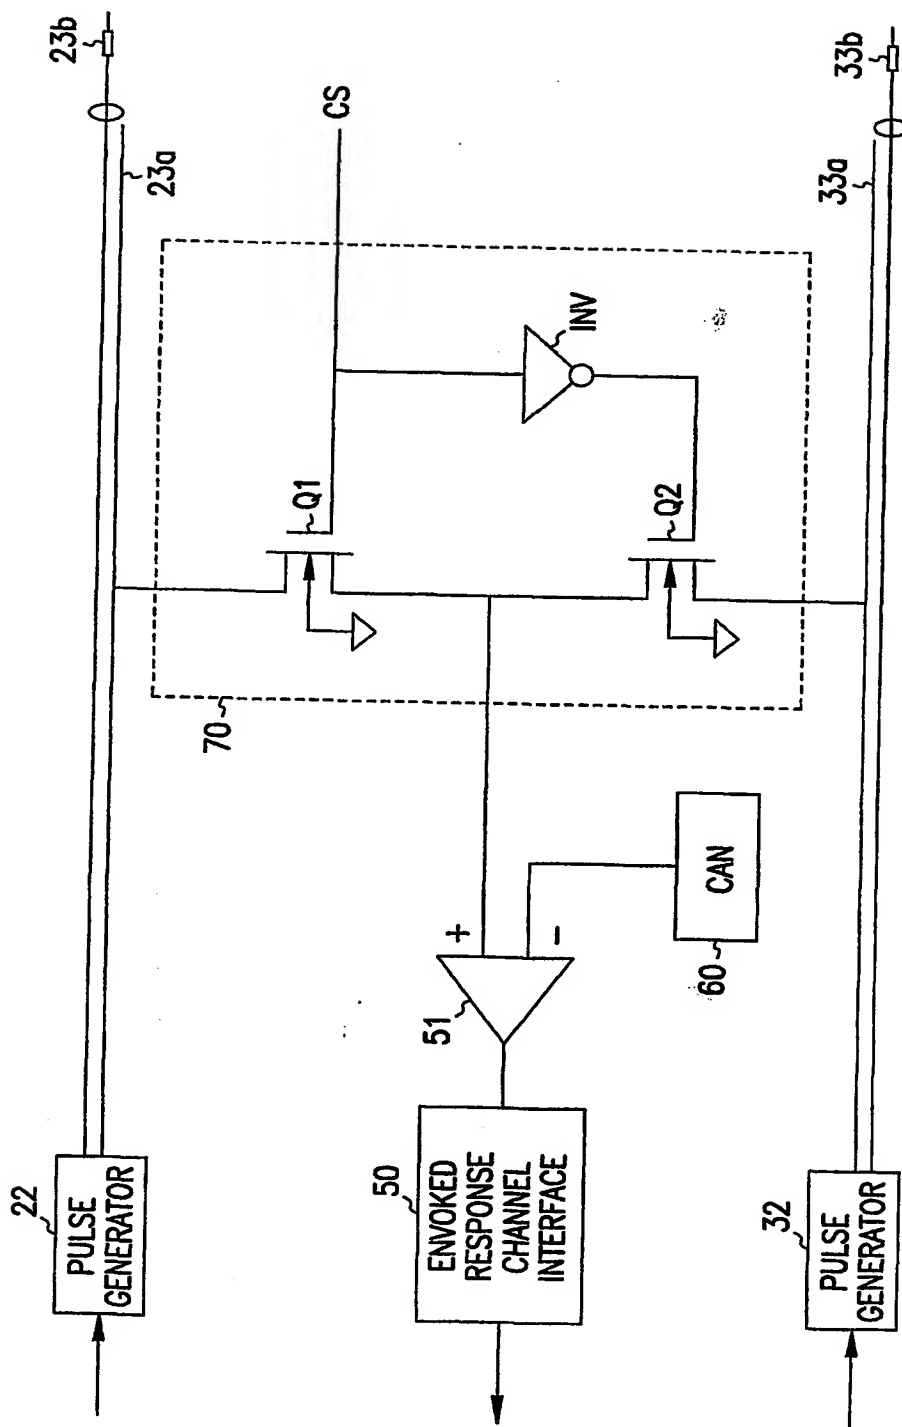 22
PULSE
GENERATOR
23a
23b
70
Q1
CS
INV
Q2
50
ENVOKED
RESPONSE
CHANNEL
INTERFACE
51
+
-
60
CAN
32
PULSE
GENERATOR
33a
33b